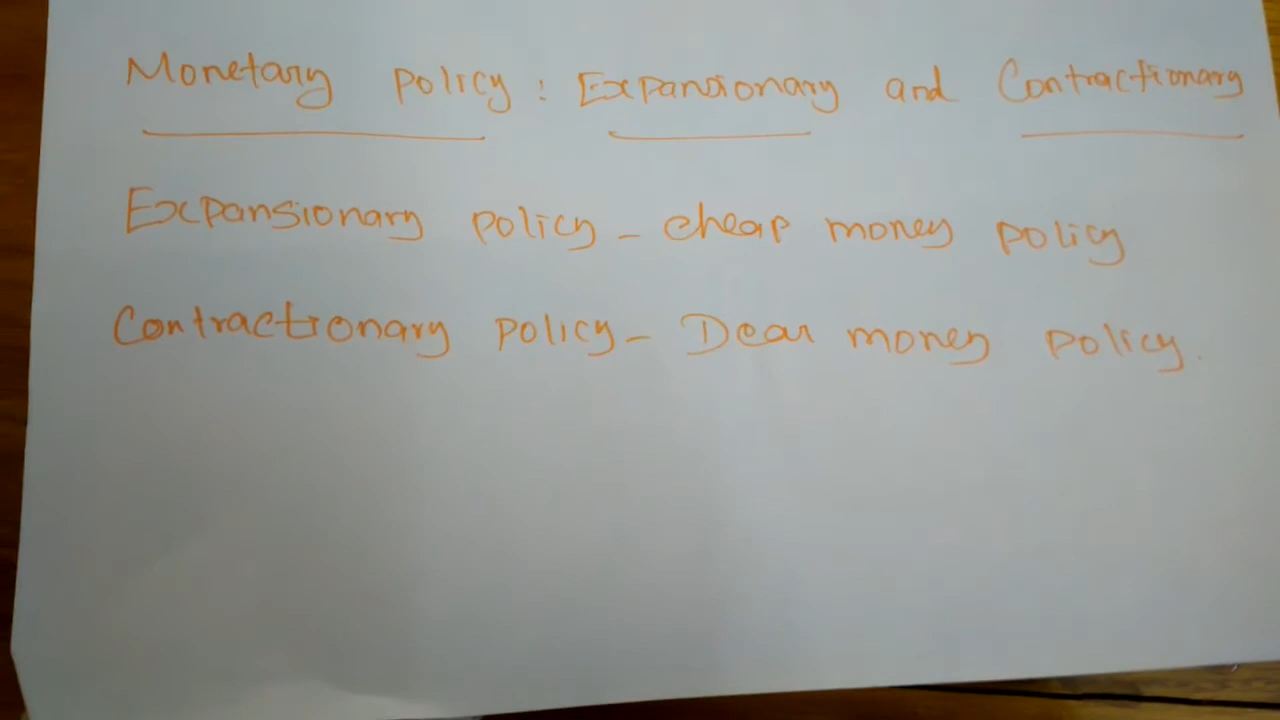 Monetary policy : Expansionary and Contractionary
Expansionary policy - cheap money policy
Contractionary policy - Dear money policy.